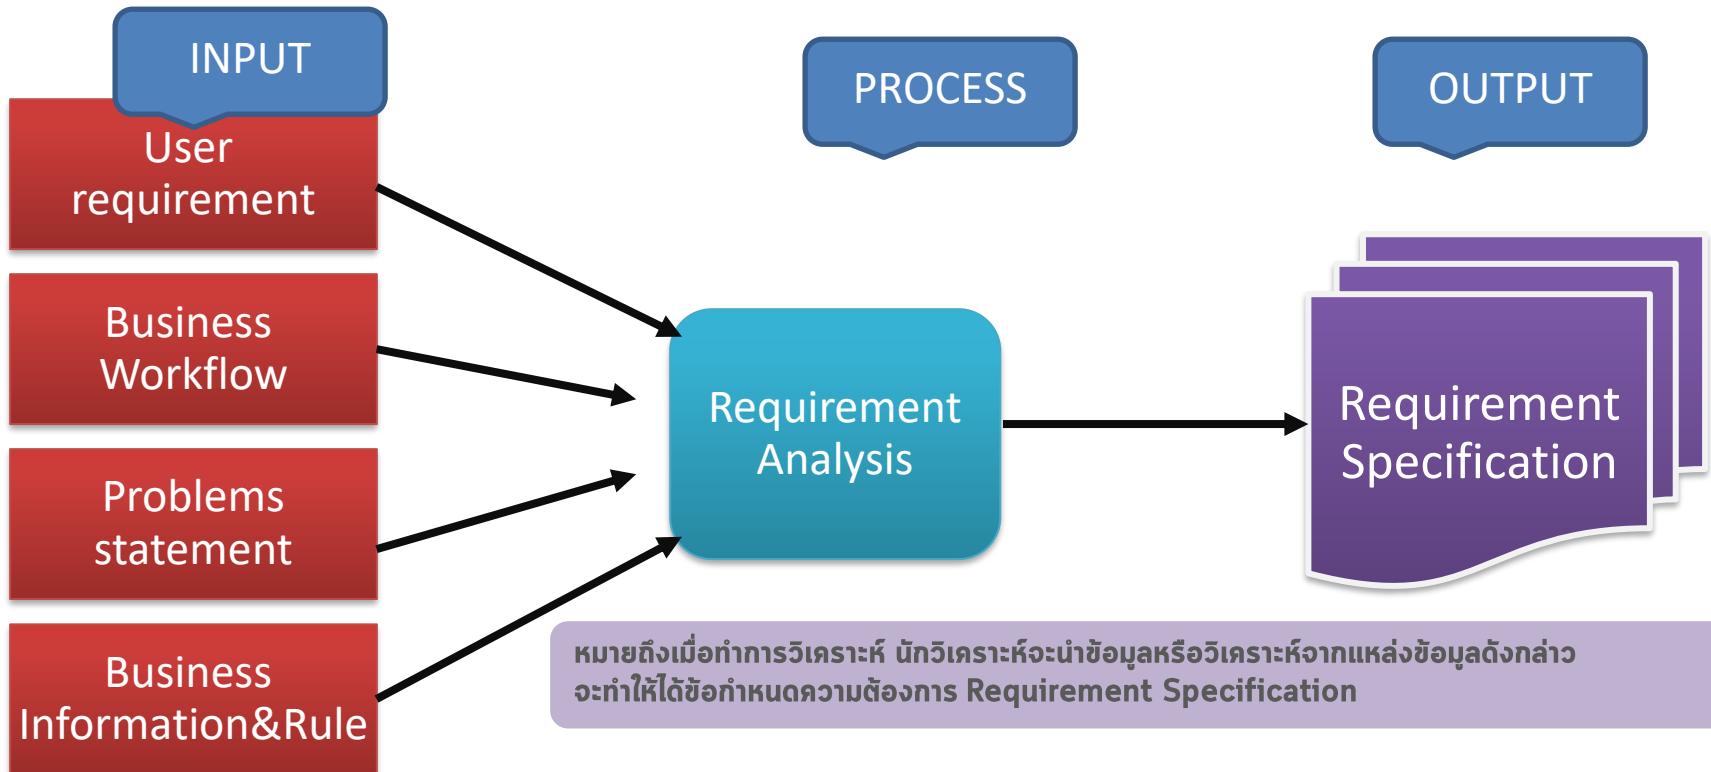 INPUT
PROCESS
OUTPUT
User
requirement
Business
Workflow
Problems
statement
Business
Information&Rule
Requirement
Analysis
Requirement
Specification
หมายถึงเมื่อทำการวิเคราะห์ นักวิเคราะห์จะนำข้อมูลหรือวิเคราะห์จากแหล่งข้อมูลดังกล่าว
จะทำให้ได้ข้อกำหนดความต้องการ Requirement Specification